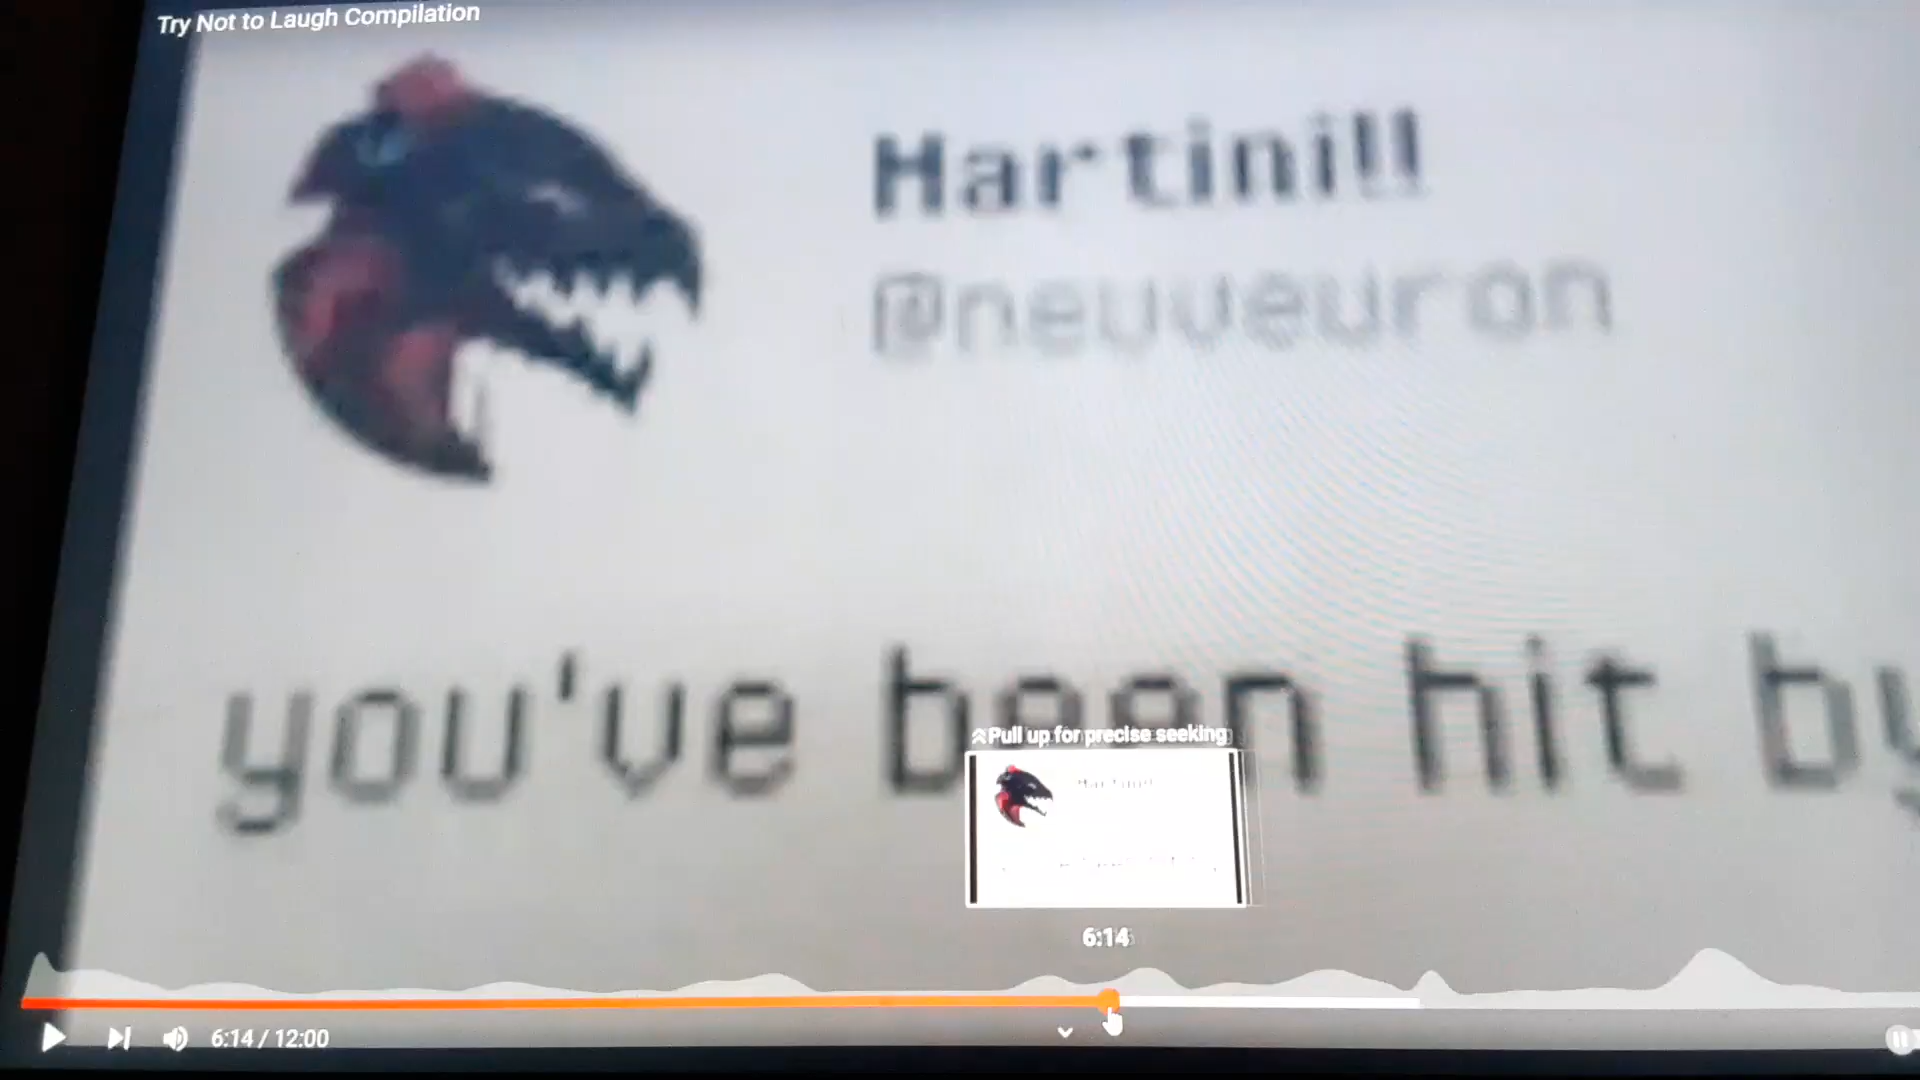 Try Not to Laugh Compilation
Hartini!!
@neuveuron
you've been hit by
Pull up for precise seeking
6:14
6:14 / 12:00